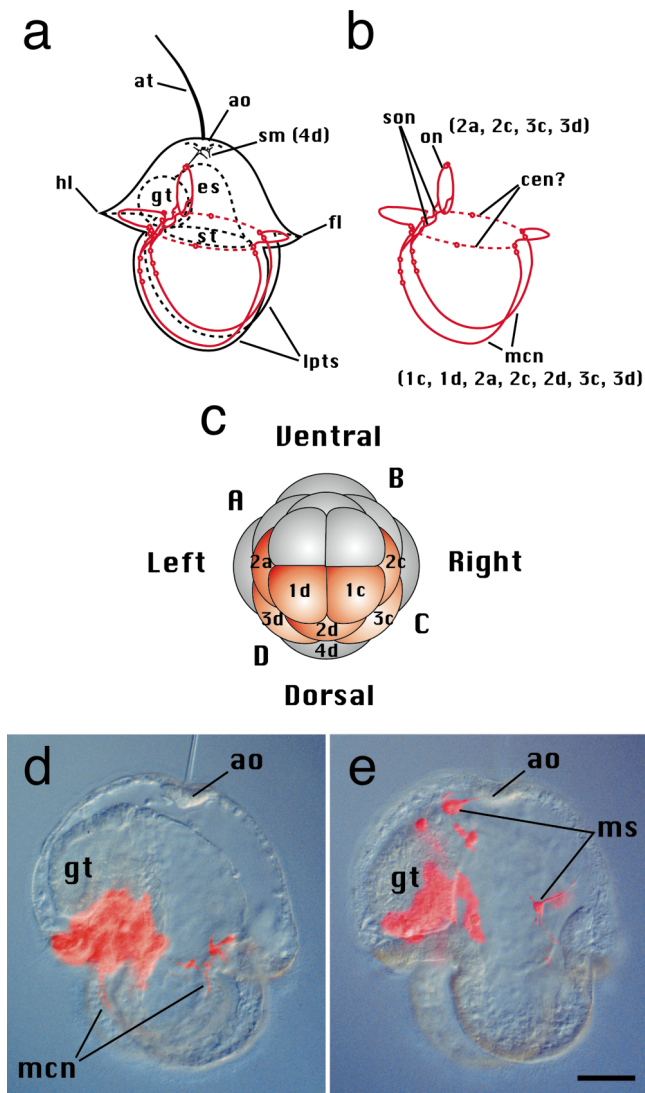 a
at
ao
sm (4d)
hl
gt
es
st
fl
lpts
b
son
on
(2a, 2c, 3c, 3d)
cen?
mcn
(1c, 1d, 2a, 2c, 2d, 3c, 3d)
c
Ventral
A
B
Left
Right
2a
2c
1d
1c
3d
2d
3c
4d
D
C
Dorsal
d
ao
gt
mcn
e
ao
ms
gt